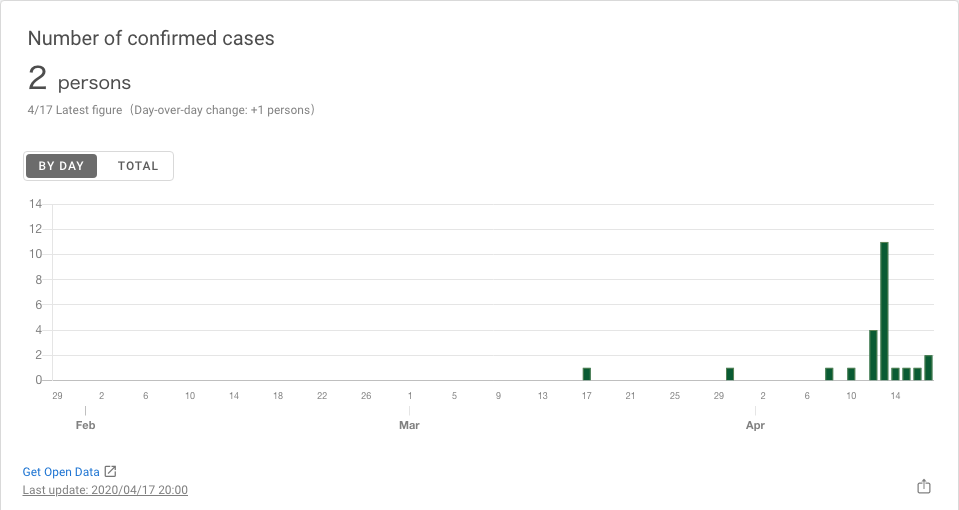 Number of confirmed cases
2 persons
4/17 Latest figure（Day-over-day change: +1 persons）
BY DAY TOTAL
14
12
10
8
6
4
2
0
29 2 6 10 14 18 22 26 1 5 9 13 17 21 25 29 2 6 10 14
Feb Mar Apr
Get Open Data
Last update: 2020/04/17 20:00